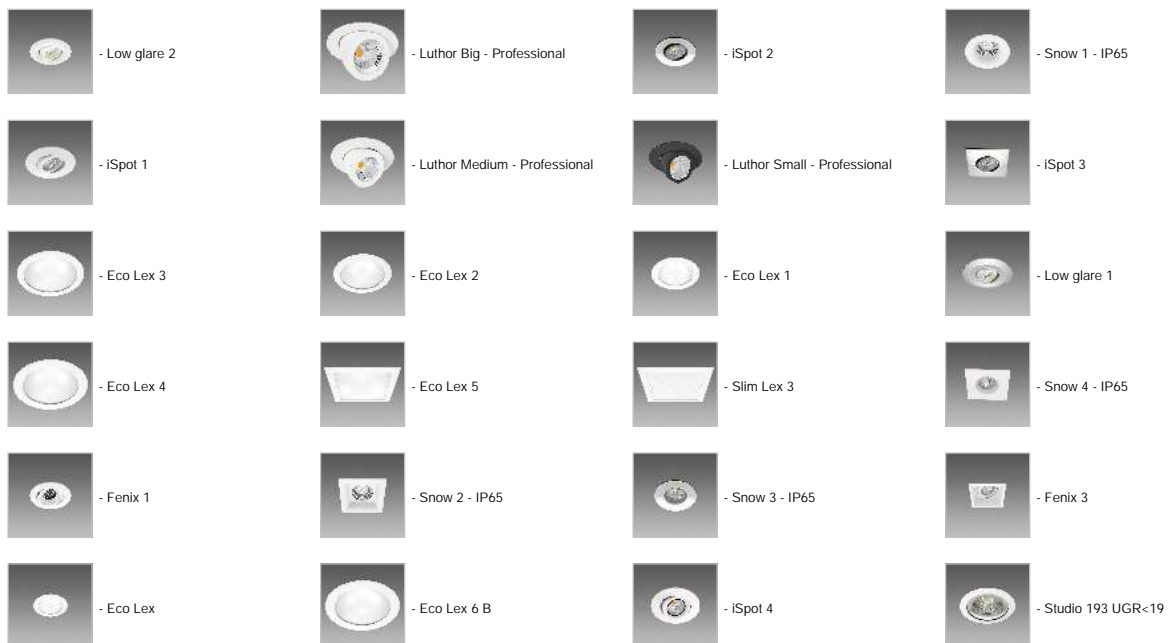 - Low glare 2
- Luthor Big - Professional
- iSpot 2
- Snow 1 - IP65
- iSpot 1
- Luthor Medium - Professional
- Luthor Small - Professional
- iSpot 3
- Eco Lex 3
- Eco Lex 2
- Eco Lex 1
- Low glare 1
- Eco Lex 4
- Eco Lex 5
- Slim Lex 3
- Snow 4 - IP65
- Fenix 1
- Snow 2 - IP65
- Snow 3 - IP65
- Fenix 3
- Eco Lex
- Eco Lex 6 B
- iSpot 4
- Studio 193 UGR<19